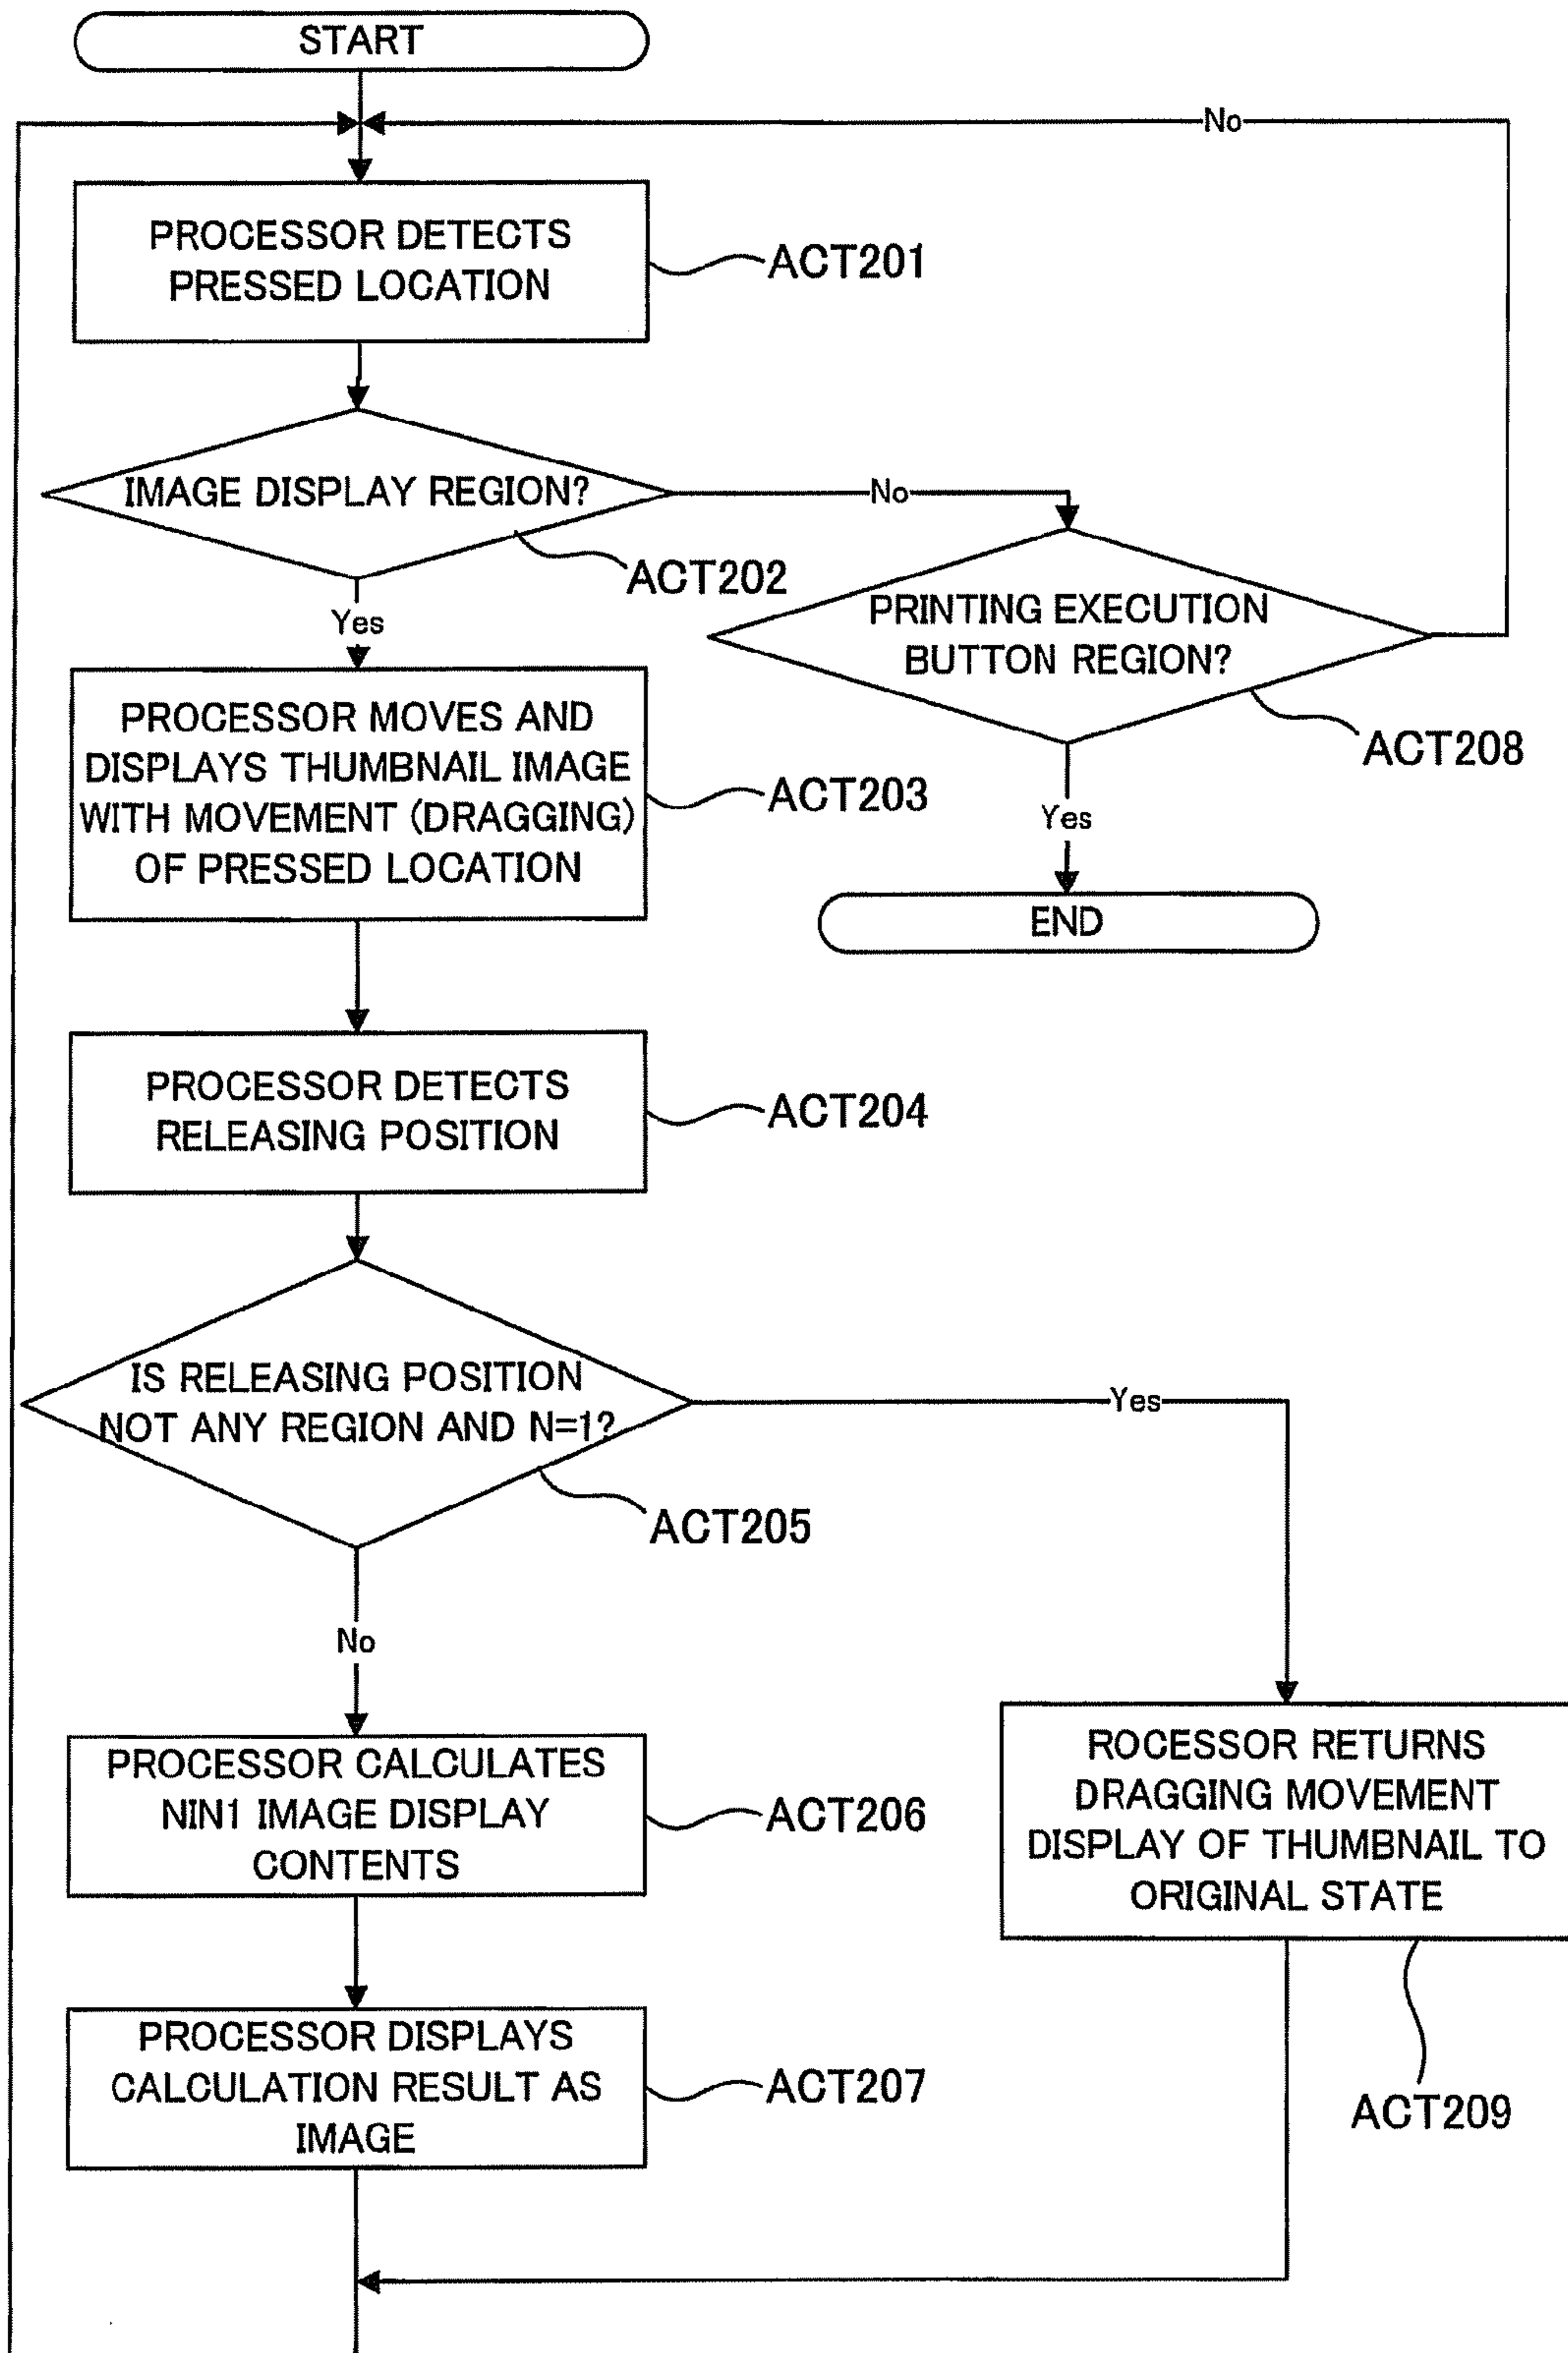 START
No
PROCESSOR DETECTS
PRESSED LOCATION
ACT201
IMAGE DISPLAY REGION?
No
ACT202
Yes
PRINTING EXECUTION
BUTTON REGION?
ACT208
Yes
END
PROCESSOR MOVES AND
DISPLAYS THUMBNAIL IMAGE
WITH MOVEMENT (DRAGGING)
OF PRESSED LOCATION
ACT203
PROCESSOR DETECTS
RELEASING POSITION
ACT204
IS RELEASING POSITION
NOT ANY REGION AND N=1?
Yes
ACT205
No
PROCESSOR CALCULATES
NIN1 IMAGE DISPLAY
CONTENTS
ACT206
ROCESSOR RETURNS
DRAGGING MOVEMENT
DISPLAY OF THUMBNAIL TO
ORIGINAL STATE
ACT209
PROCESSOR DISPLAYS
CALCULATION RESULT AS
IMAGE
ACT207